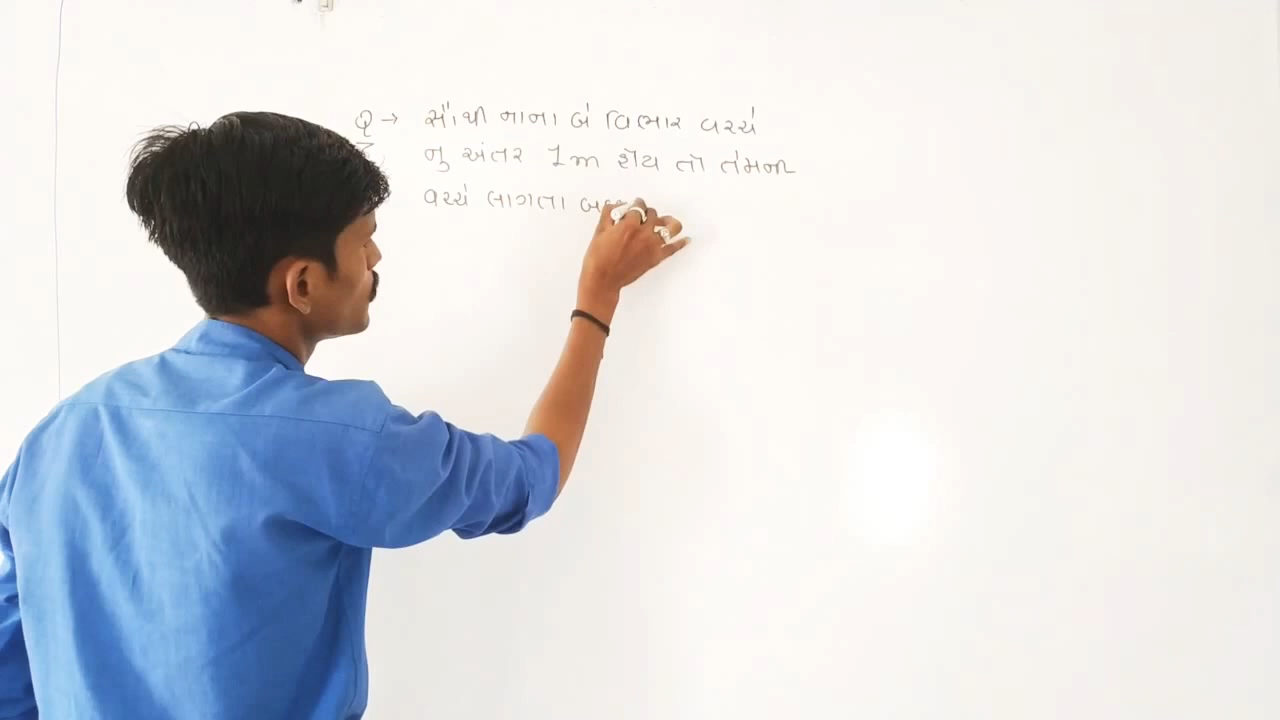 Q → સૌથી નાના બે વિભાર વચ્ચે
નુ અંતર 1m હોય તો તેમની
વચ્ચે લાગતા